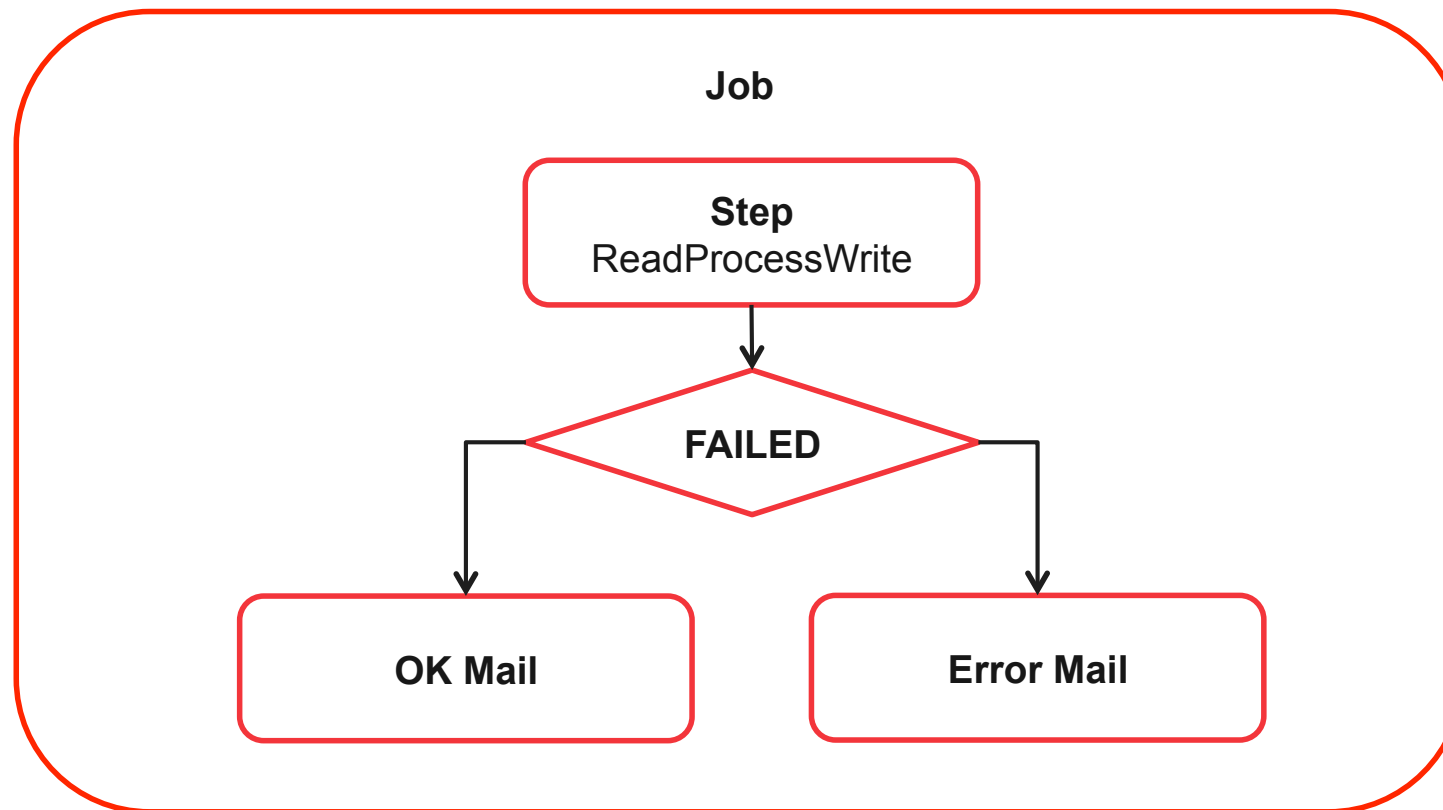 Job
Step
ReadProcessWrite
FAILED
OK Mail
Error Mail